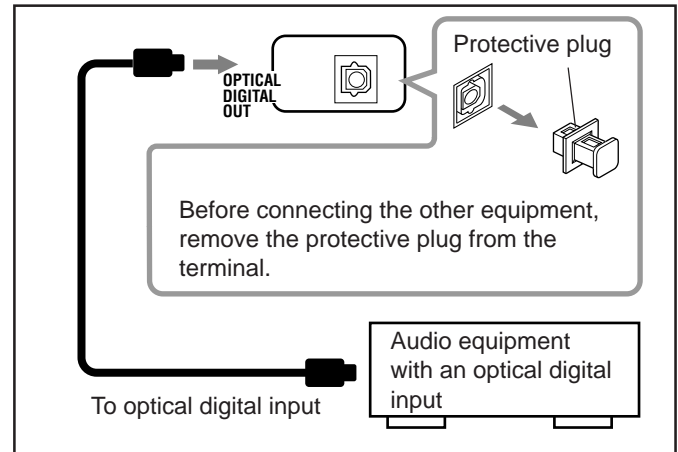 Protective plug
OPTICAL
DIGITAL
OUT
Before connecting the other equipment,
remove the protective plug from the
terminal.
Audio equipment
with an optical digital
input
To optical digital input